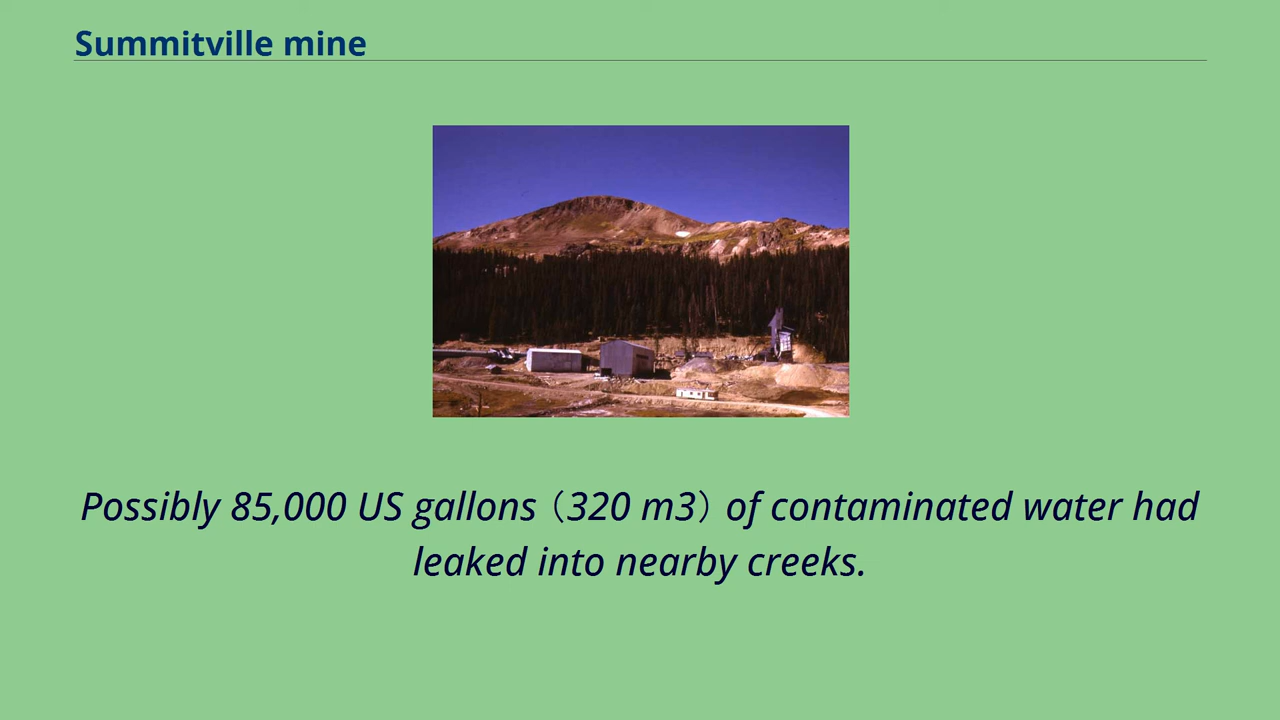 Summitville mine
Possibly 85,000 US gallons（320 m3）of contaminated water had
leaked into nearby creeks.